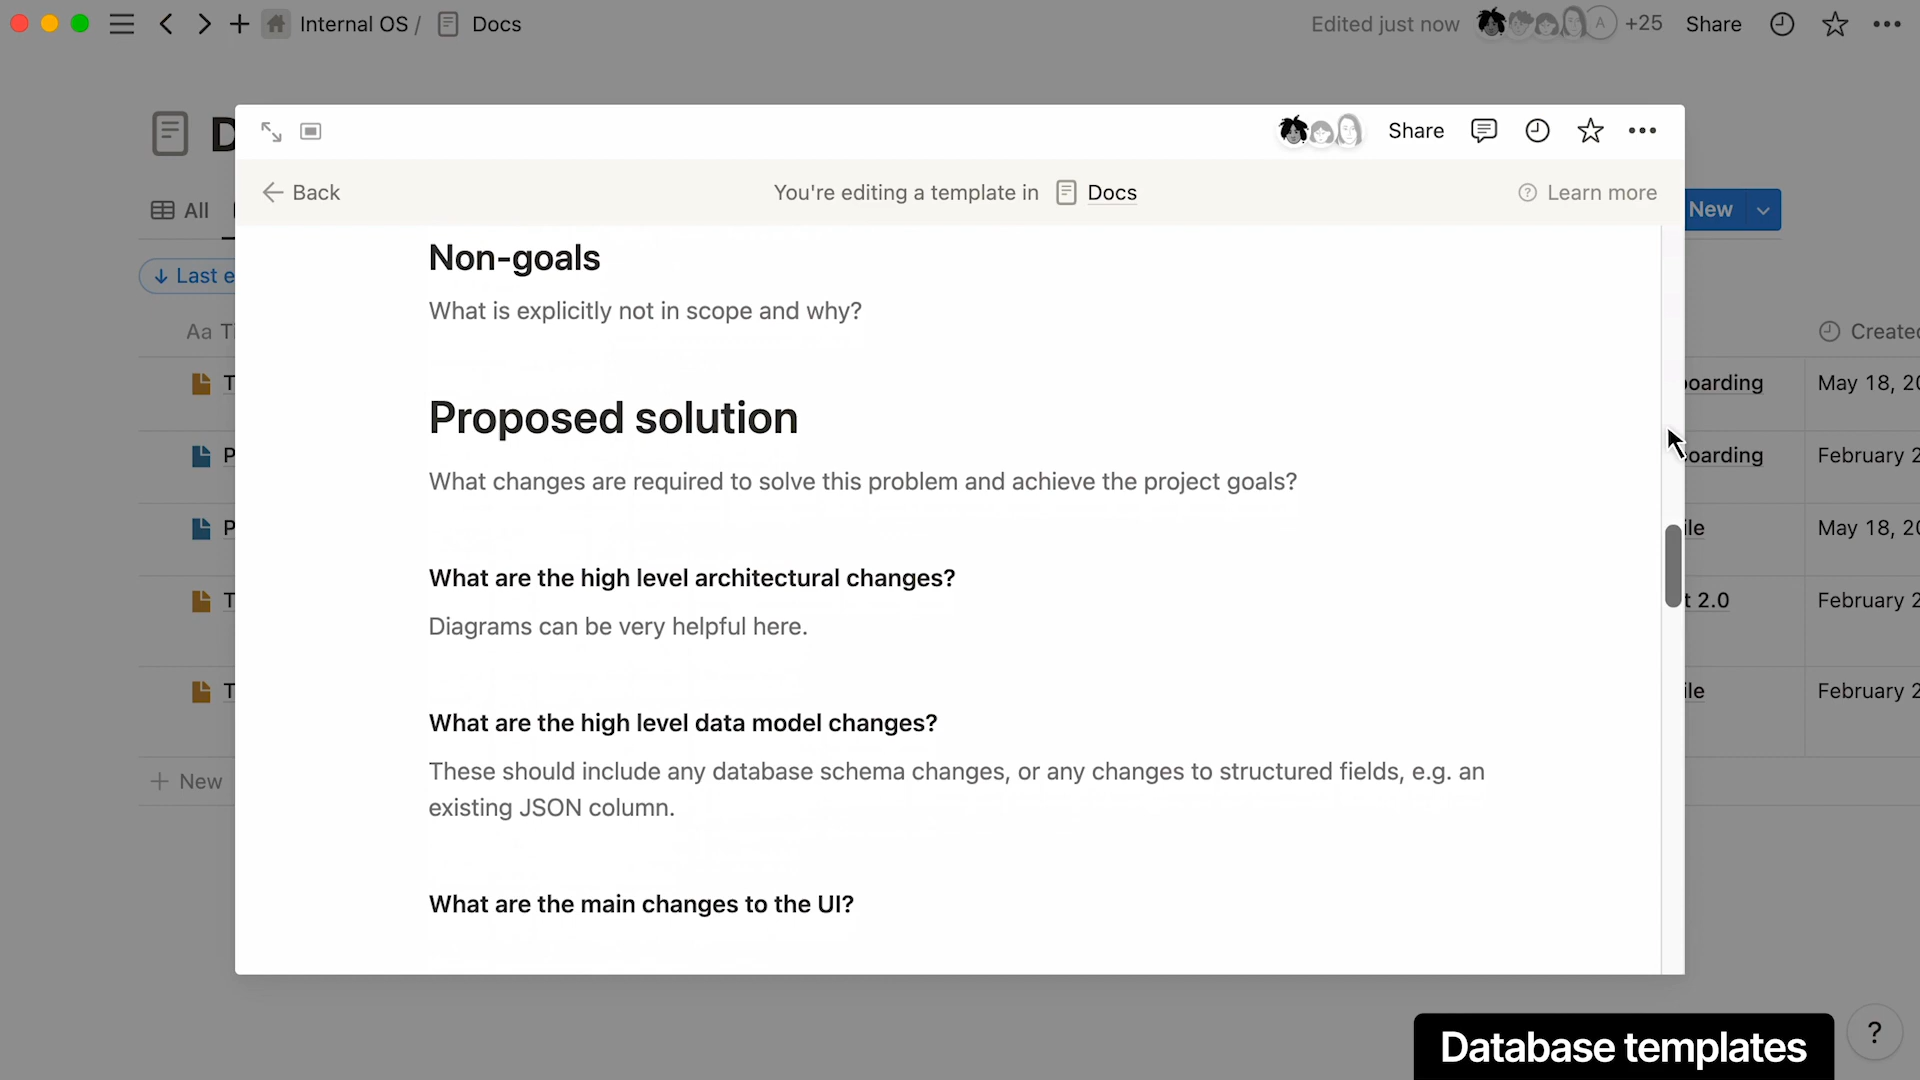 Internal OS / Docs
Edited just now
A +25 Share
D
Share
Back
You're editing a template in Docs
Learn more
All
New
Last e
Non-goals
What is explicitly not in scope and why?
Aa Ti
Created
T
oarding
May 18, 20
Proposed solution
P
oarding
February 2
What changes are required to solve this problem and achieve the project goals?
P
ile
May 18, 20
What are the high level architectural changes?
T
t 2.0
February 2
Diagrams can be very helpful here.
T
ile
February 2
What are the high level data model changes?
These should include any database schema changes, or any changes to structured fields, e.g. an
existing JSON column.
+ New
What are the main changes to the UI?
Database templates
?